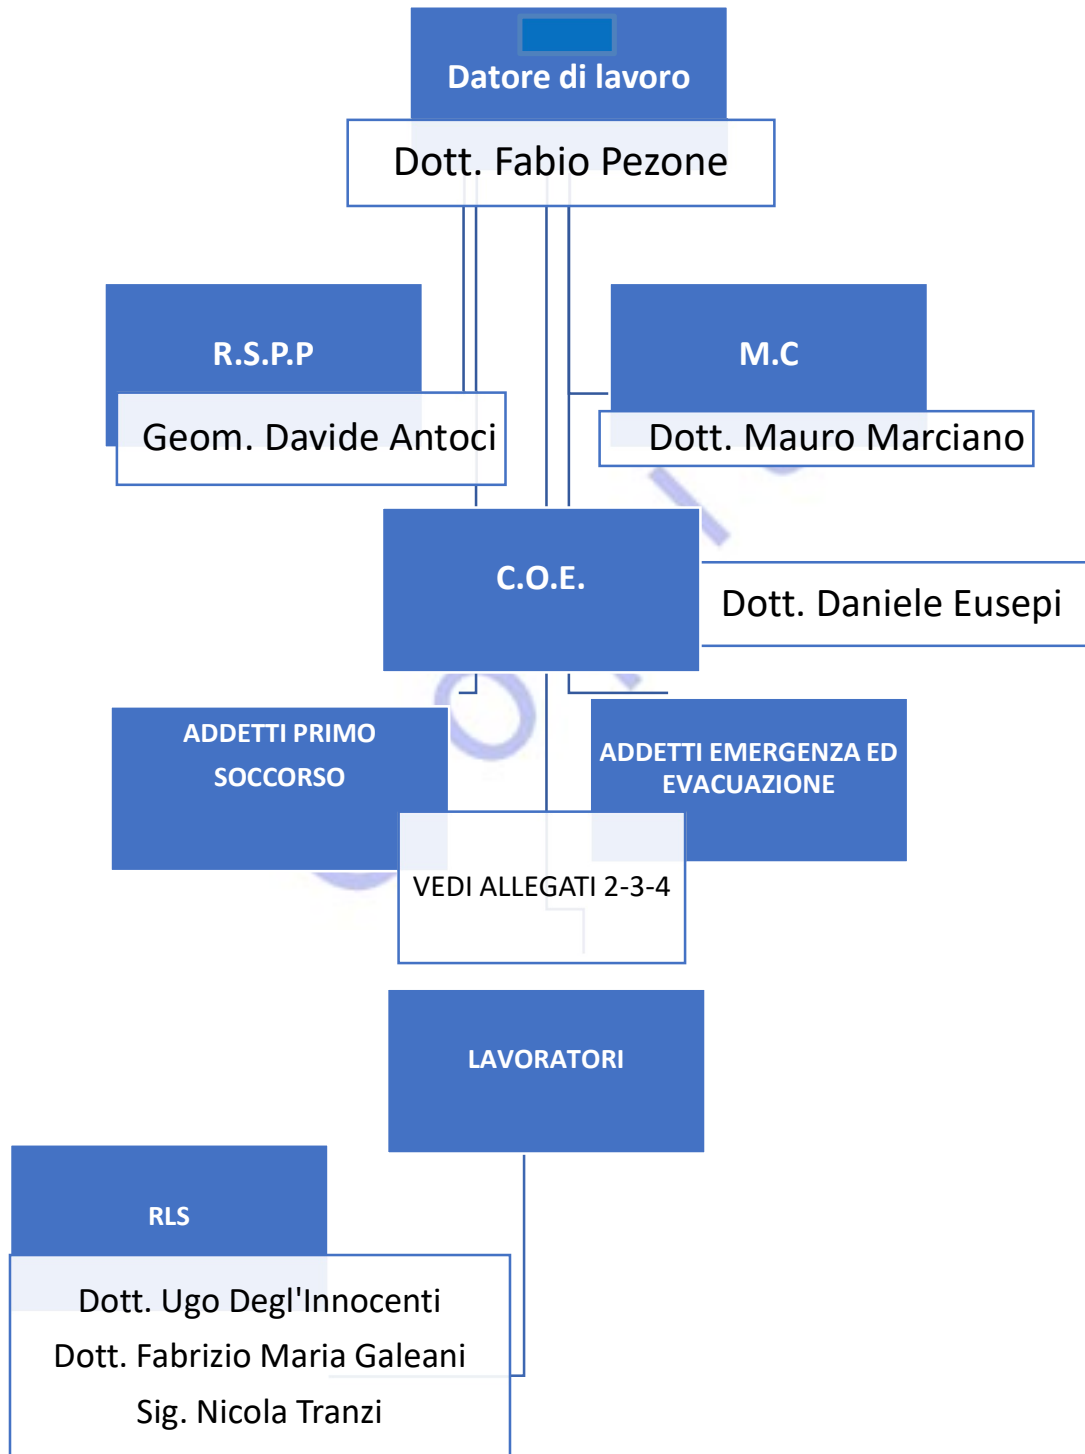 Datore di lavoro
Dott. Fabio Pezone
R.S.P.P
Geom. Davide Antoci
M.C
Dott. Mauro Marciano
C.O.E.
Dott. Daniele Eusepi
ADDETTI PRIMO
SOCCORSO
ADDETTI EMERGENZA ED
EVACUAZIONE
VEDI ALLEGATI 2-3-4
LAVORATORI
RLS
Dott. Ugo Degl'Innocenti
Dott. Fabrizio Maria Galeani
Sig. Nicola Tranzi